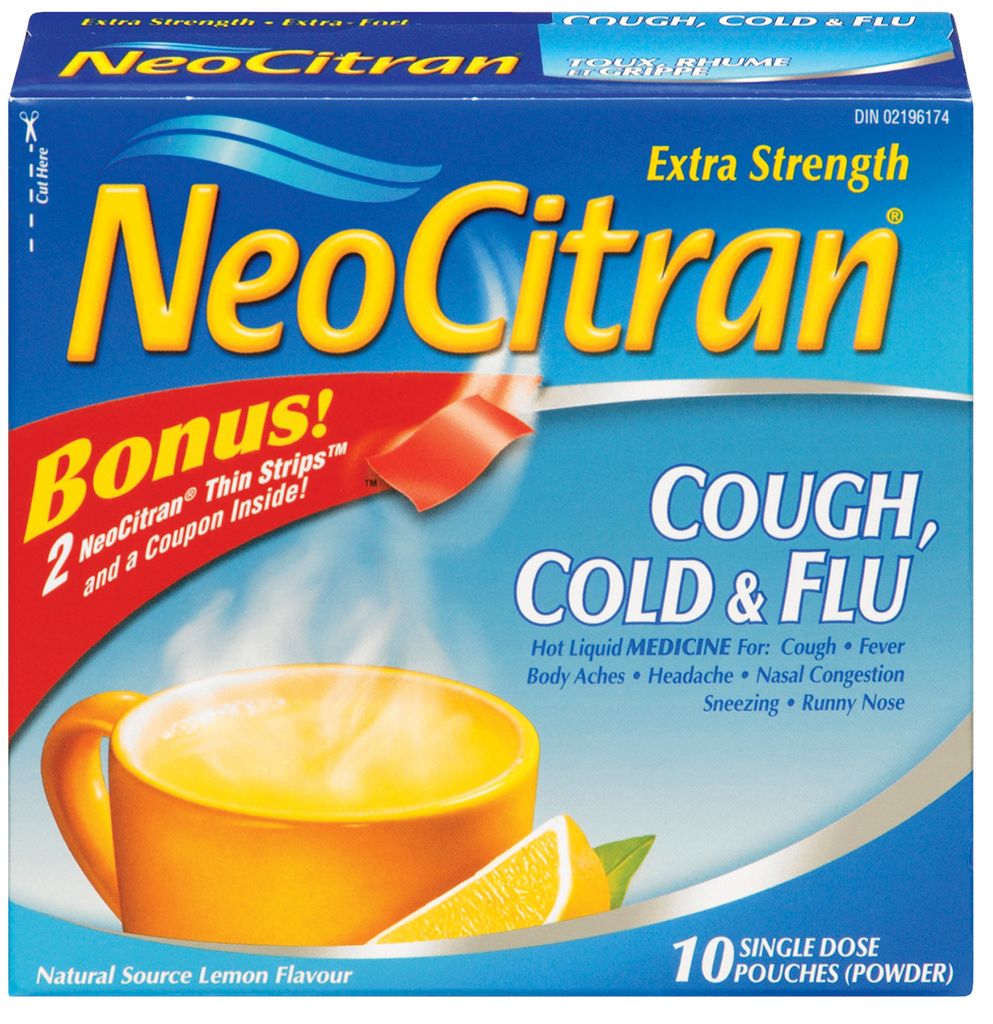 Extra Strength • Extra-Fort
NeoCitran
COUGH, COLD & FLU
TOUX, RHUME
ET GRIPPE
DIN 02196174
Cut Here
Extra Strength
NeoCitran®
Bonus!
2 NeoCitran® Thin Strips™
and a Coupon Inside!
TM
COUGH,
COLD & FLU
Hot Liquid MEDICINE For: Cough • Fever
Body Aches • Headache • Nasal Congestion
Sneezing • Runny Nose
Natural Source Lemon Flavour
10 SINGLE DOSE
POUCHES (POWDER)